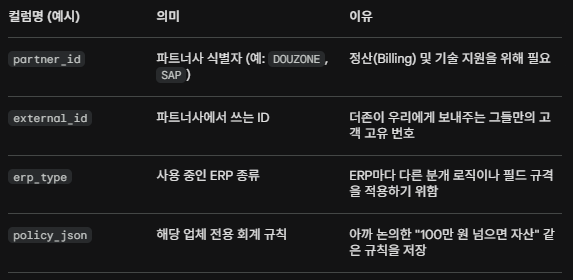 컬럼명 (예시) 의미 이유
partner_id 파트너사 식별자 (예: DOUZONE, 정산(Billing) 및 기술 지원을 위해 필요
SAP )
external_id 파트너사에서 쓰는 ID 더존이 우리에게 보내주는 그들만의 고
객 고유 번호
erp_type 사용 중인 ERP 종류 ERP마다 다른 분개 로직이나 필드 규격
을 적용하기 위함
policy_json 해당 업체 전용 회계 규칙 아까 논의한 "100만 원 넘으면 자산" 같
은 규칙을 저장